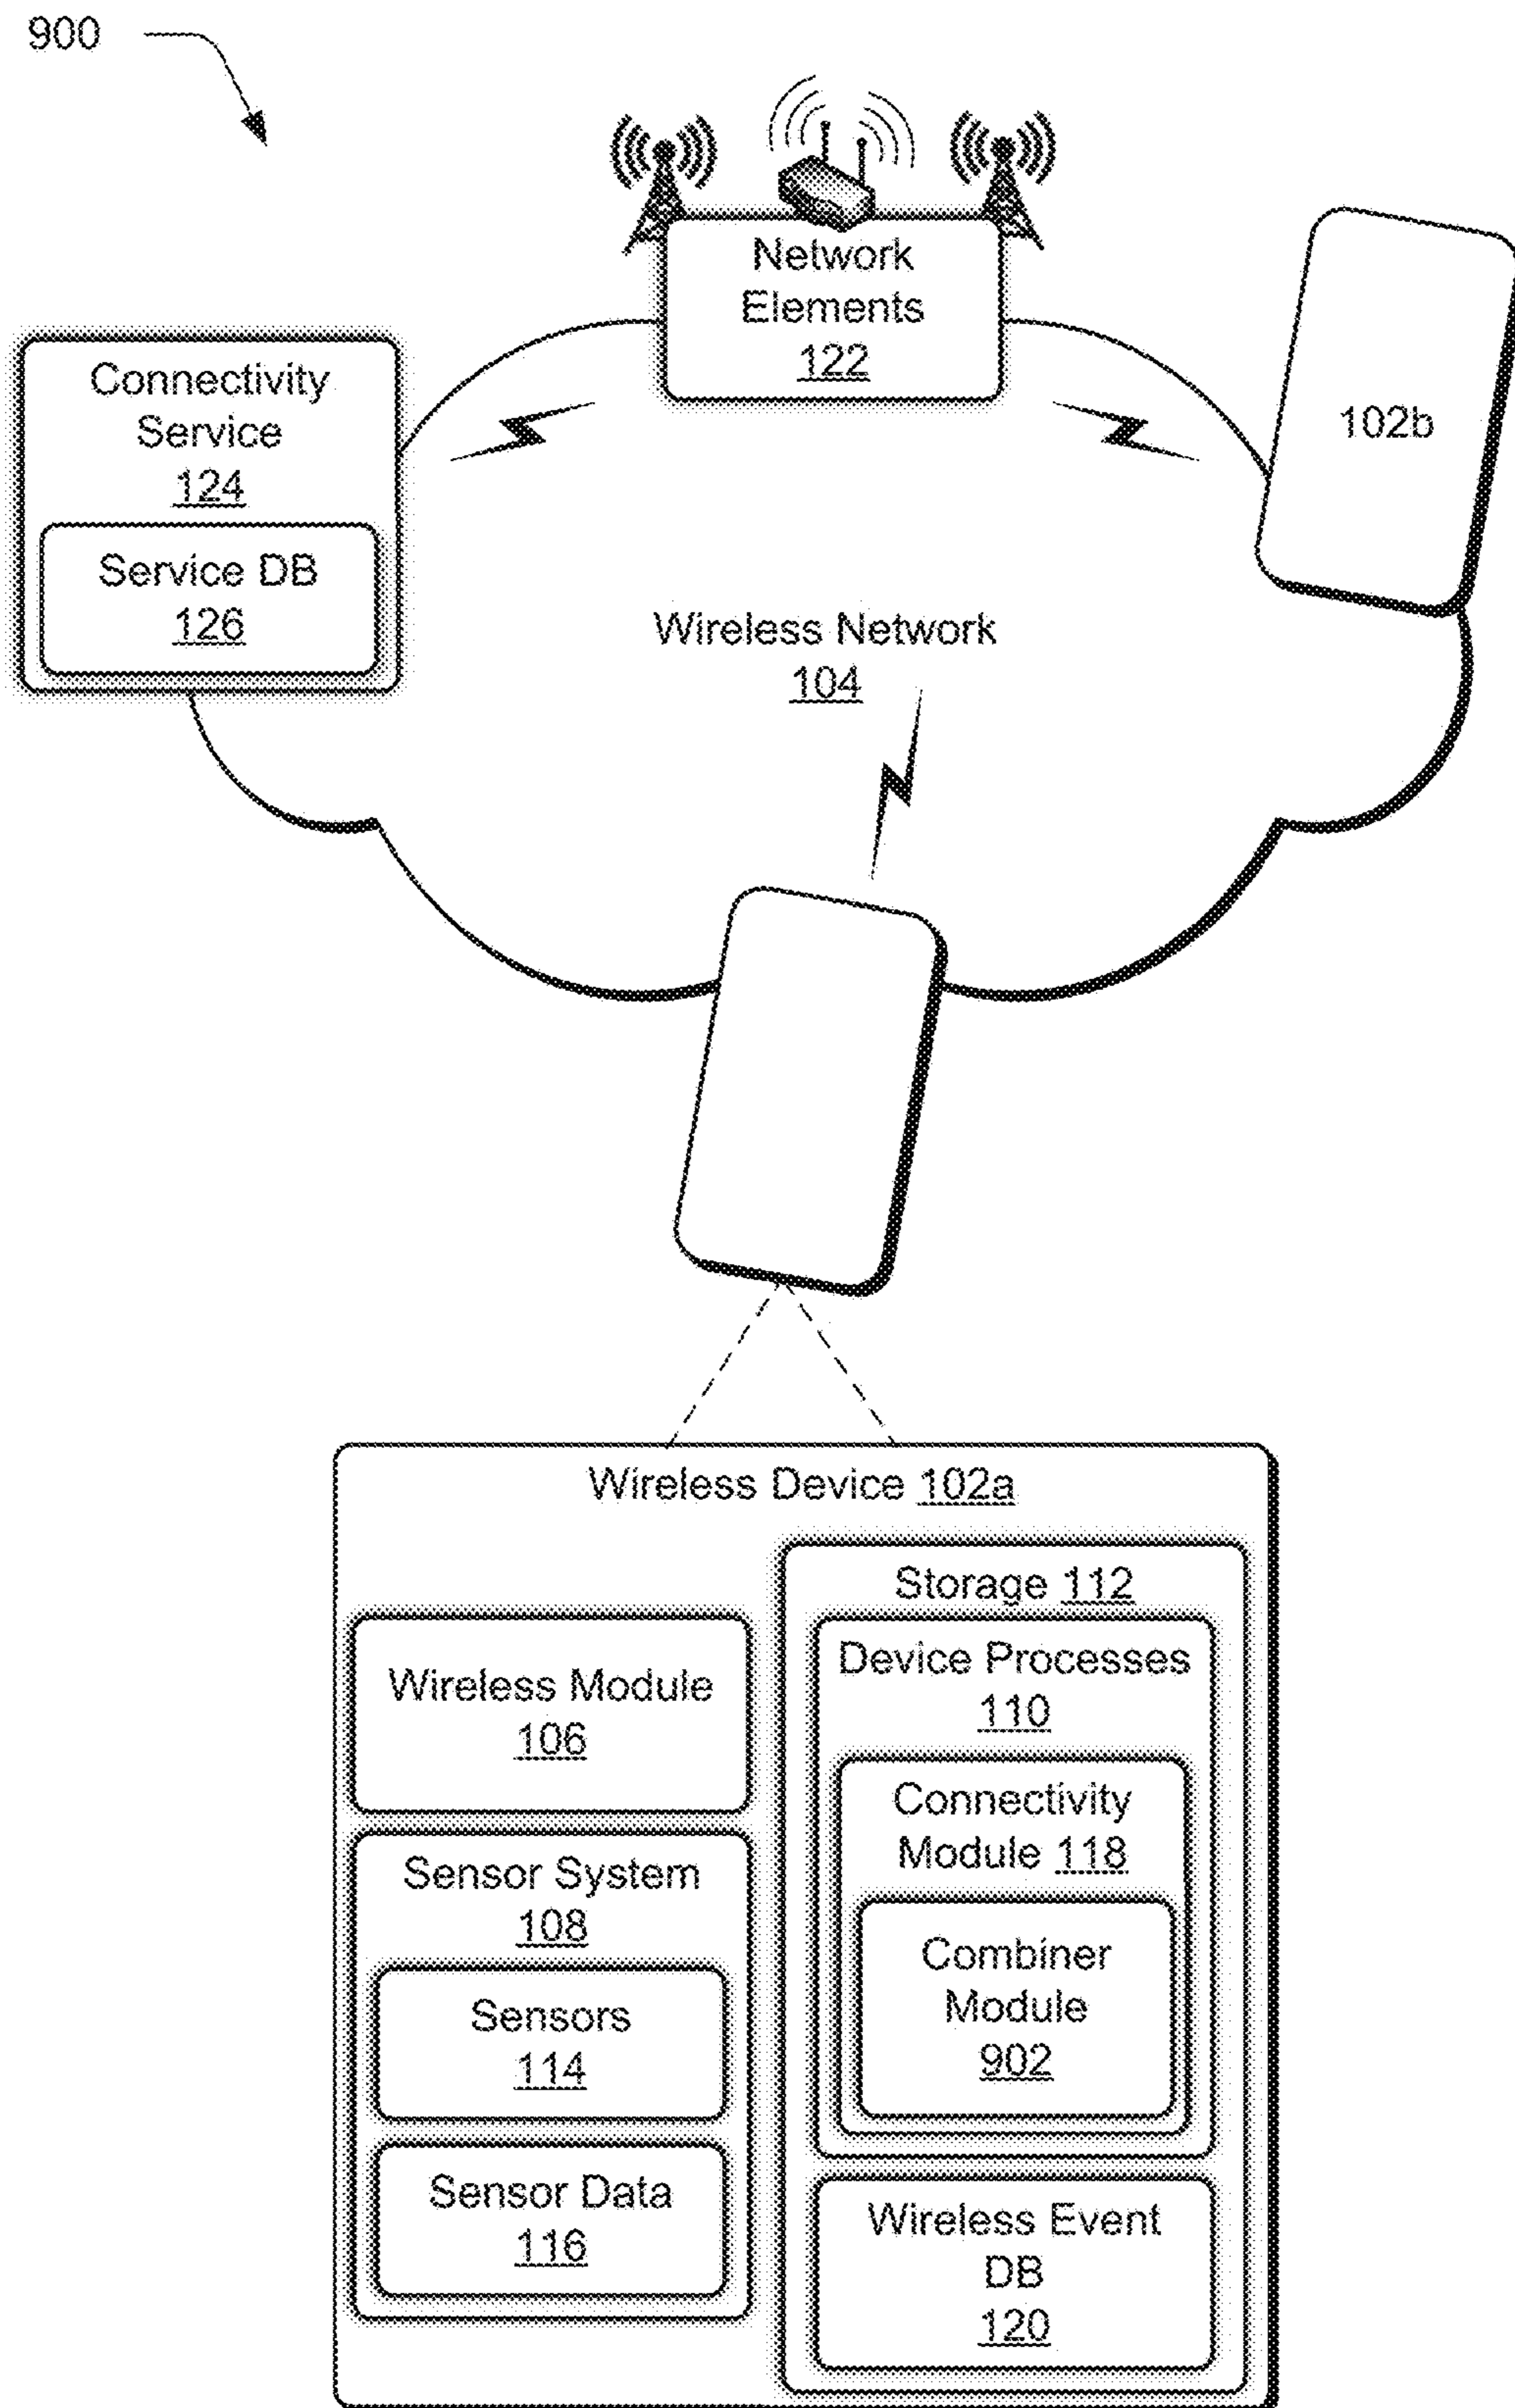 900
Network
Elements
122
Connectivity
Service
124
Service DB
126
102b
Wireless Network
104
Wireless Device 102a
Wireless Module
106
Sensor System
108
Sensors
114
Sensor Data
116
Storage 112
Device Processes
110
Connectivity
Module 118
Combiner
Module
902
Wireless Event
DB
120